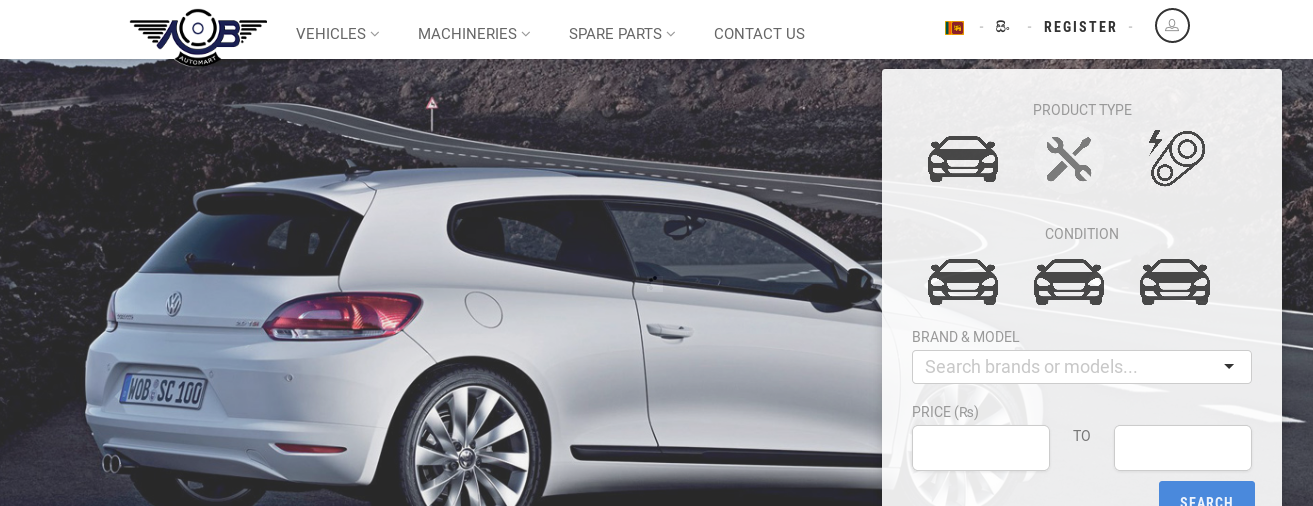 AOB
AUTOMART
VEHICLES
MACHINERIES
SPARE PARTS
CONTACT US
සිං
REGISTER
PRODUCT TYPE
CONDITION
BRAND & MODEL
Search brands or models...
PRICE (Rs)
TO
SEARCH
WOB SC 100